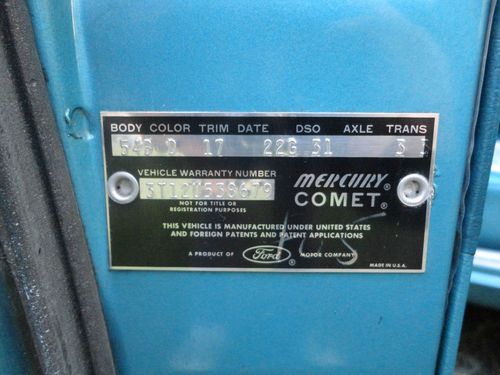 BODY COLOR TRIM DATE DSO AXLE TRANS
17 22G 31 3 1
VEHICLE WARRANTY NUMBER
MERCURY
COMET
NOT FOR TITLE OR
REGISTRATION PURPOSES
THIS VEHICLE IS MANUFACTURED UNDER UNITED STATES
AND FOREIGN PATENTS AND PATENT APPLICATIONS
A PRODUCT OF Ford MOTOR COMPANY
MADE IN U.S.A.